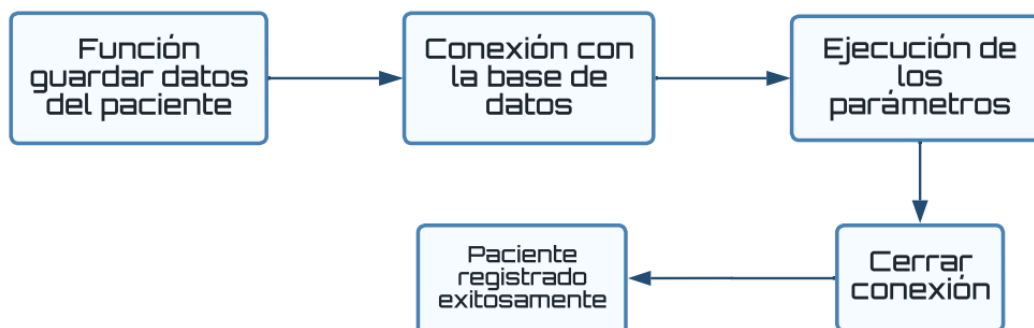 Función
guardar datos
del paciente
Conexión con
la base de
datos
Ejecución de
los
parámetros
Cerrar
conexión
Paciente
registrado
exitosamente